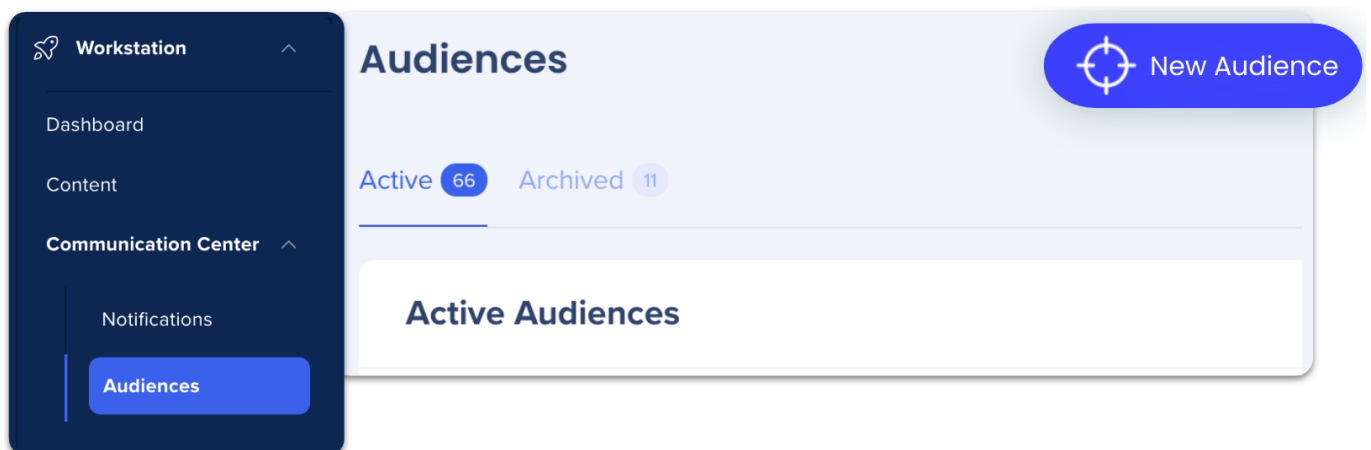 Workstation
Dashboard
Content
Communication Center
Notifications
Audiences
Audiences
New Audience
Active 66 Archived 11
Active Audiences